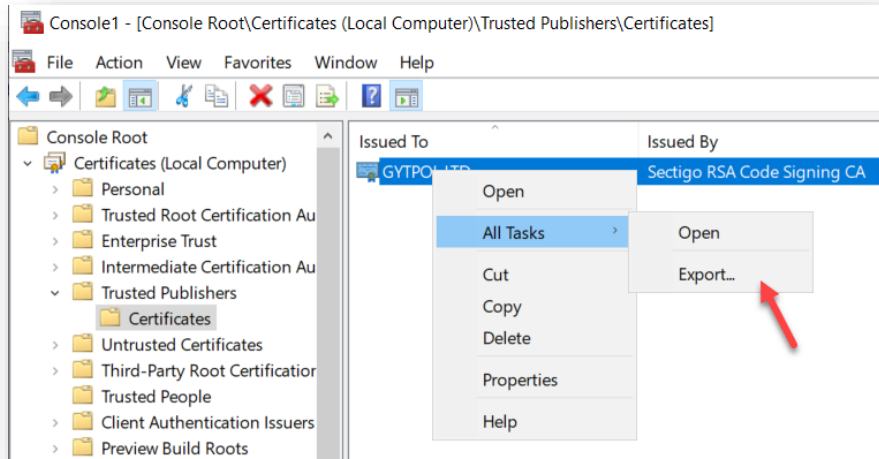 Console1 - [Console Root\Certificates (Local Computer)\Trusted Publishers\Certificates]
File Action View Favorites Window Help
Console Root
Certificates (Local Computer)
Personal
Trusted Root Certification Au
Enterprise Trust
Intermediate Certification Au
Trusted Publishers
Certificates
Untrusted Certificates
Third-Party Root Certification
Trusted People
Client Authentication Issuers
Preview Build Roots
Issued To Issued By
Sectigo RSA Code Signing CA
Open
All Tasks
Cut
Copy
Delete
Properties
Help
Open
Export...